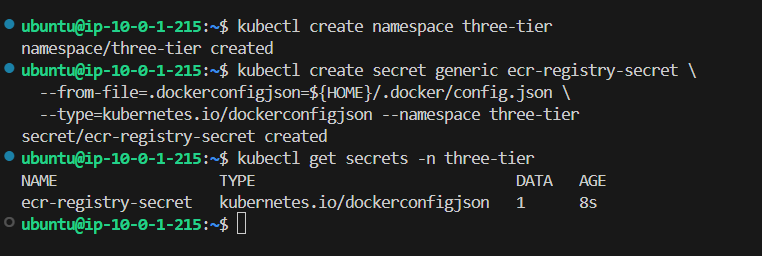 ubuntu@ip-10-0-1-215:~$ kubectl create namespace three-tier
namespace/three-tier created
ubuntu@ip-10-0-1-215:~$ kubectl create secret generic ecr-registry-secret \
  --from-file=.dockerconfigjson=${HOME}/.docker/config.json \
  --type=kubernetes.io/dockerconfigjson --namespace three-tier
secret/ecr-registry-secret created
ubuntu@ip-10-0-1-215:~$ kubectl get secrets -n three-tier
NAME                  TYPE                             DATA   AGE
ecr-registry-secret   kubernetes.io/dockerconfigjson   1      8s
ubuntu@ip-10-0-1-215:~$